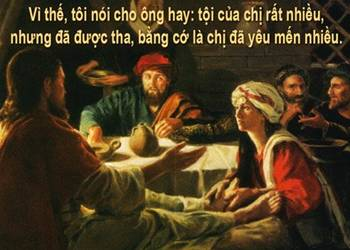 Vì thế, tôi nói cho ông hay: tội của chị rất nhiều,
nhưng đã được tha, bằng cớ là chị đã yêu mến nhiều.